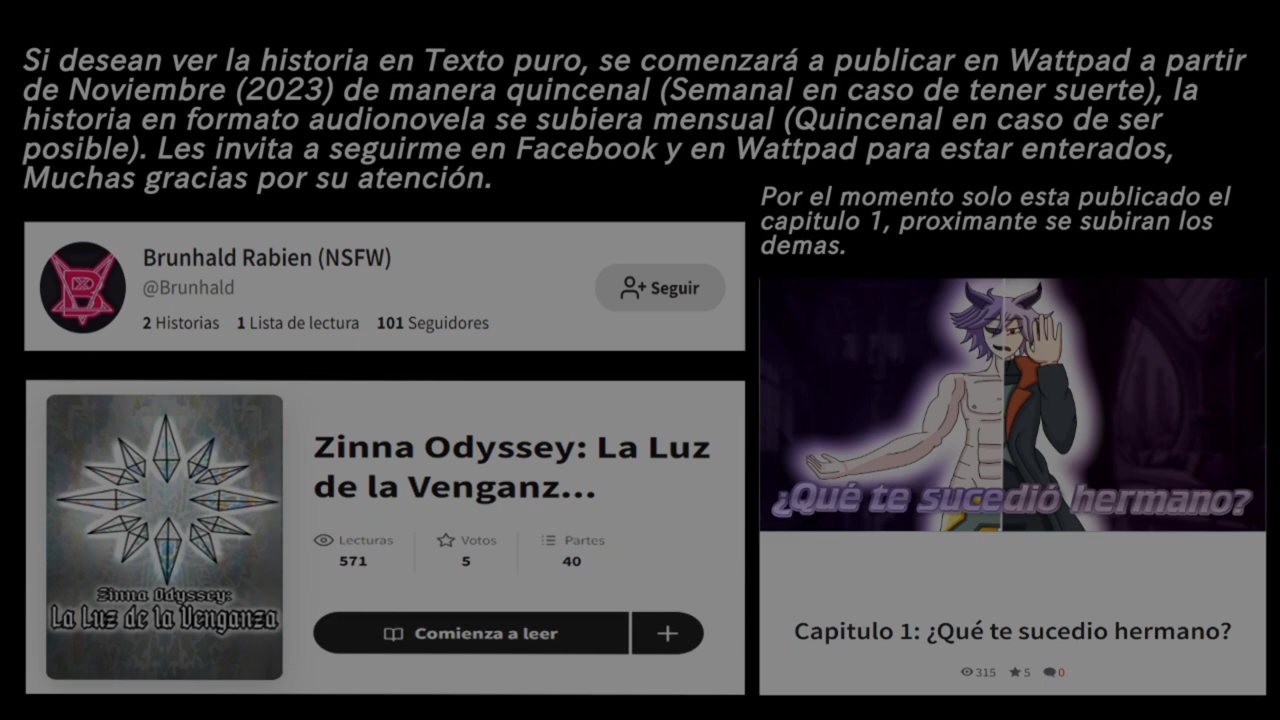 Si desean ver la historia en Texto puro, se comenzará a publicar en Wattpad a partir
de Noviembre (2023) de manera quincenal (Semanal en caso de tener suerte), la
historia en formato audionovela se subiera mensual (Quincenal en caso de ser
posible). Les invita a seguirme en Facebook y en Wattpad para estar enterados,
Muchas gracias por su atención.
Por el momento solo esta publicado el
capitulo 1, proximante se subiran los
demas.
Brunhald Rabien (NSFW)
@Brunhald
2 Historias 1 Lista de lectura 101 Seguidores
Seguir
Zinna Odyssey: La Luz
de la Venganz...
Lecturas Votos Partes
571 5 40
Comienza a leer
Zinna Odyssey:
La Luz de la Venganza
¿Qué te sucedió hermano?
Capitulo 1: ¿Qué te sucedio hermano?
315 5 0